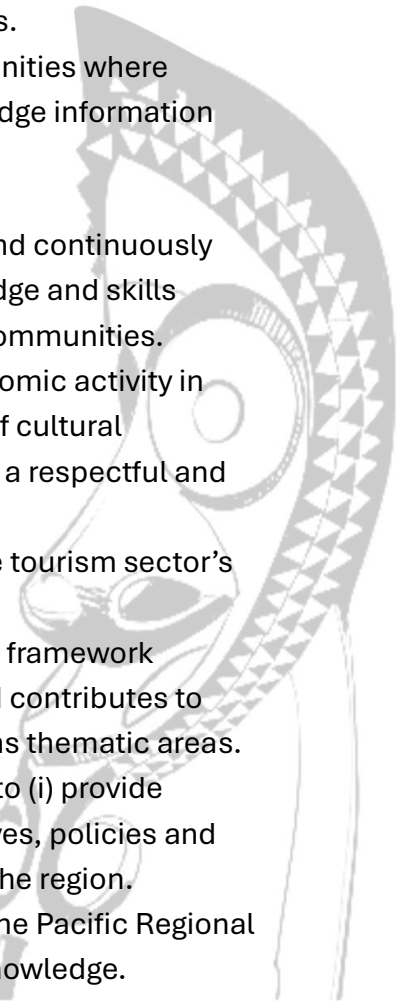 s.
nities where
dge information
nd continuously
dge and skills
ommunities.
omic activity in
f cultural
a respectful and
e tourism sector’s
framework
l contributes to
ns thematic areas.
to (i) provide
ves, policies and
he region.
he Pacific Regional
nowledge.